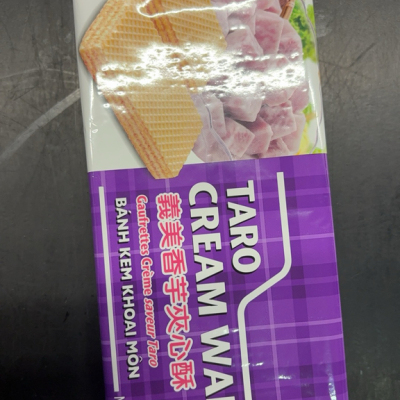 TARO
CREAM WA
義美香芋夾心酥
Gaufrettes Crème saveur Taro
BÁNH KEM KHOAI MÔN